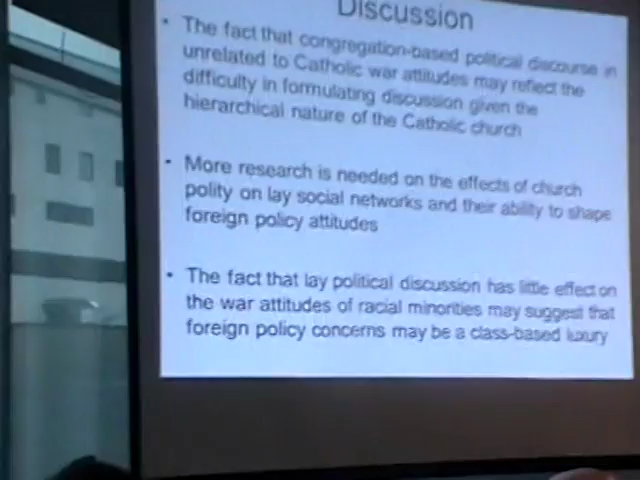 Discussion
• The fact that congregation-based political discourse in
unrelated to Catholic war attitudes may reflect the
difficulty in formulating discussion given the
hierarchical nature of the Catholic church
• More research is needed on the effects of church
polity on lay social networks and their ability to shape
foreign policy attitudes
• The fact that lay political discussion has little effect on
the war attitudes of racial minorities may suggest that
foreign policy concerns may be a class-based luxury